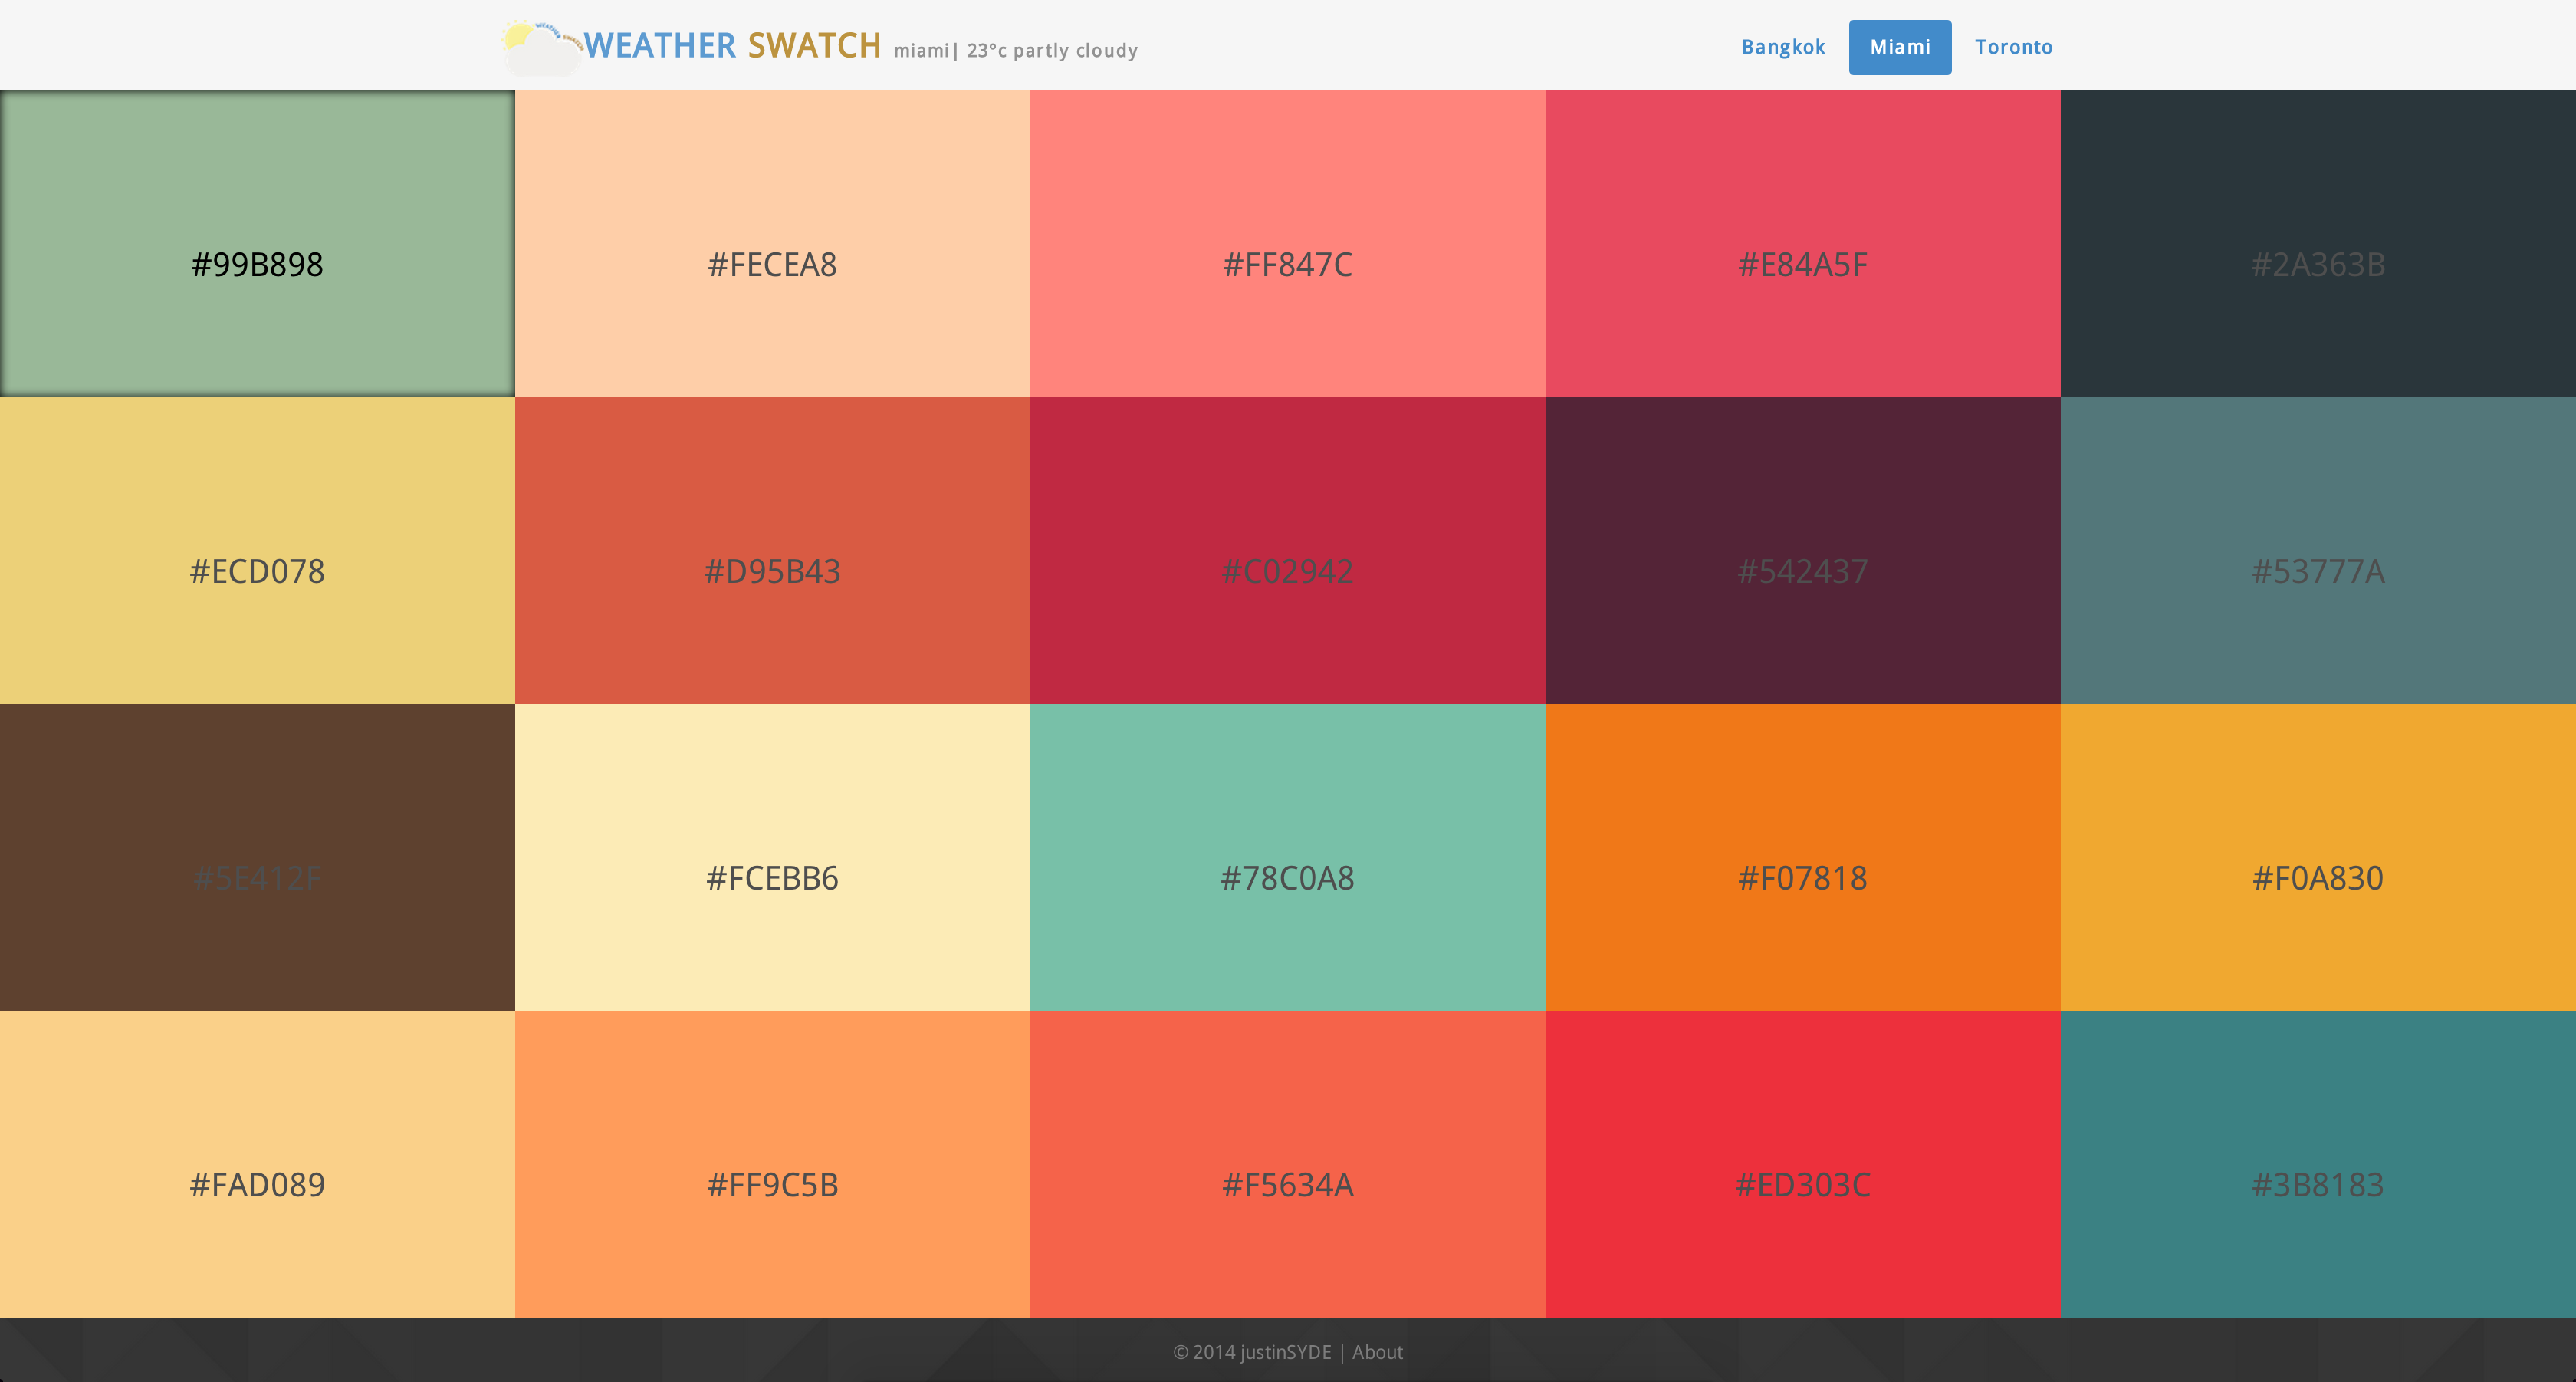 WEATHER SWATCH miami| 23°c partly cloudy
Bangkok Miami Toronto
#99B898 #FECEA8 #FF847C #E84A5F #2A363B
#ECD078 #D95B43 #C02942 #542437 #53777A
#5E412F #FCEBB6 #78C0A8 #F07818 #F0A830
#FAD089 #FF9C5B #F5634A #ED303C #3B8183
© 2014 justinSYDE | About